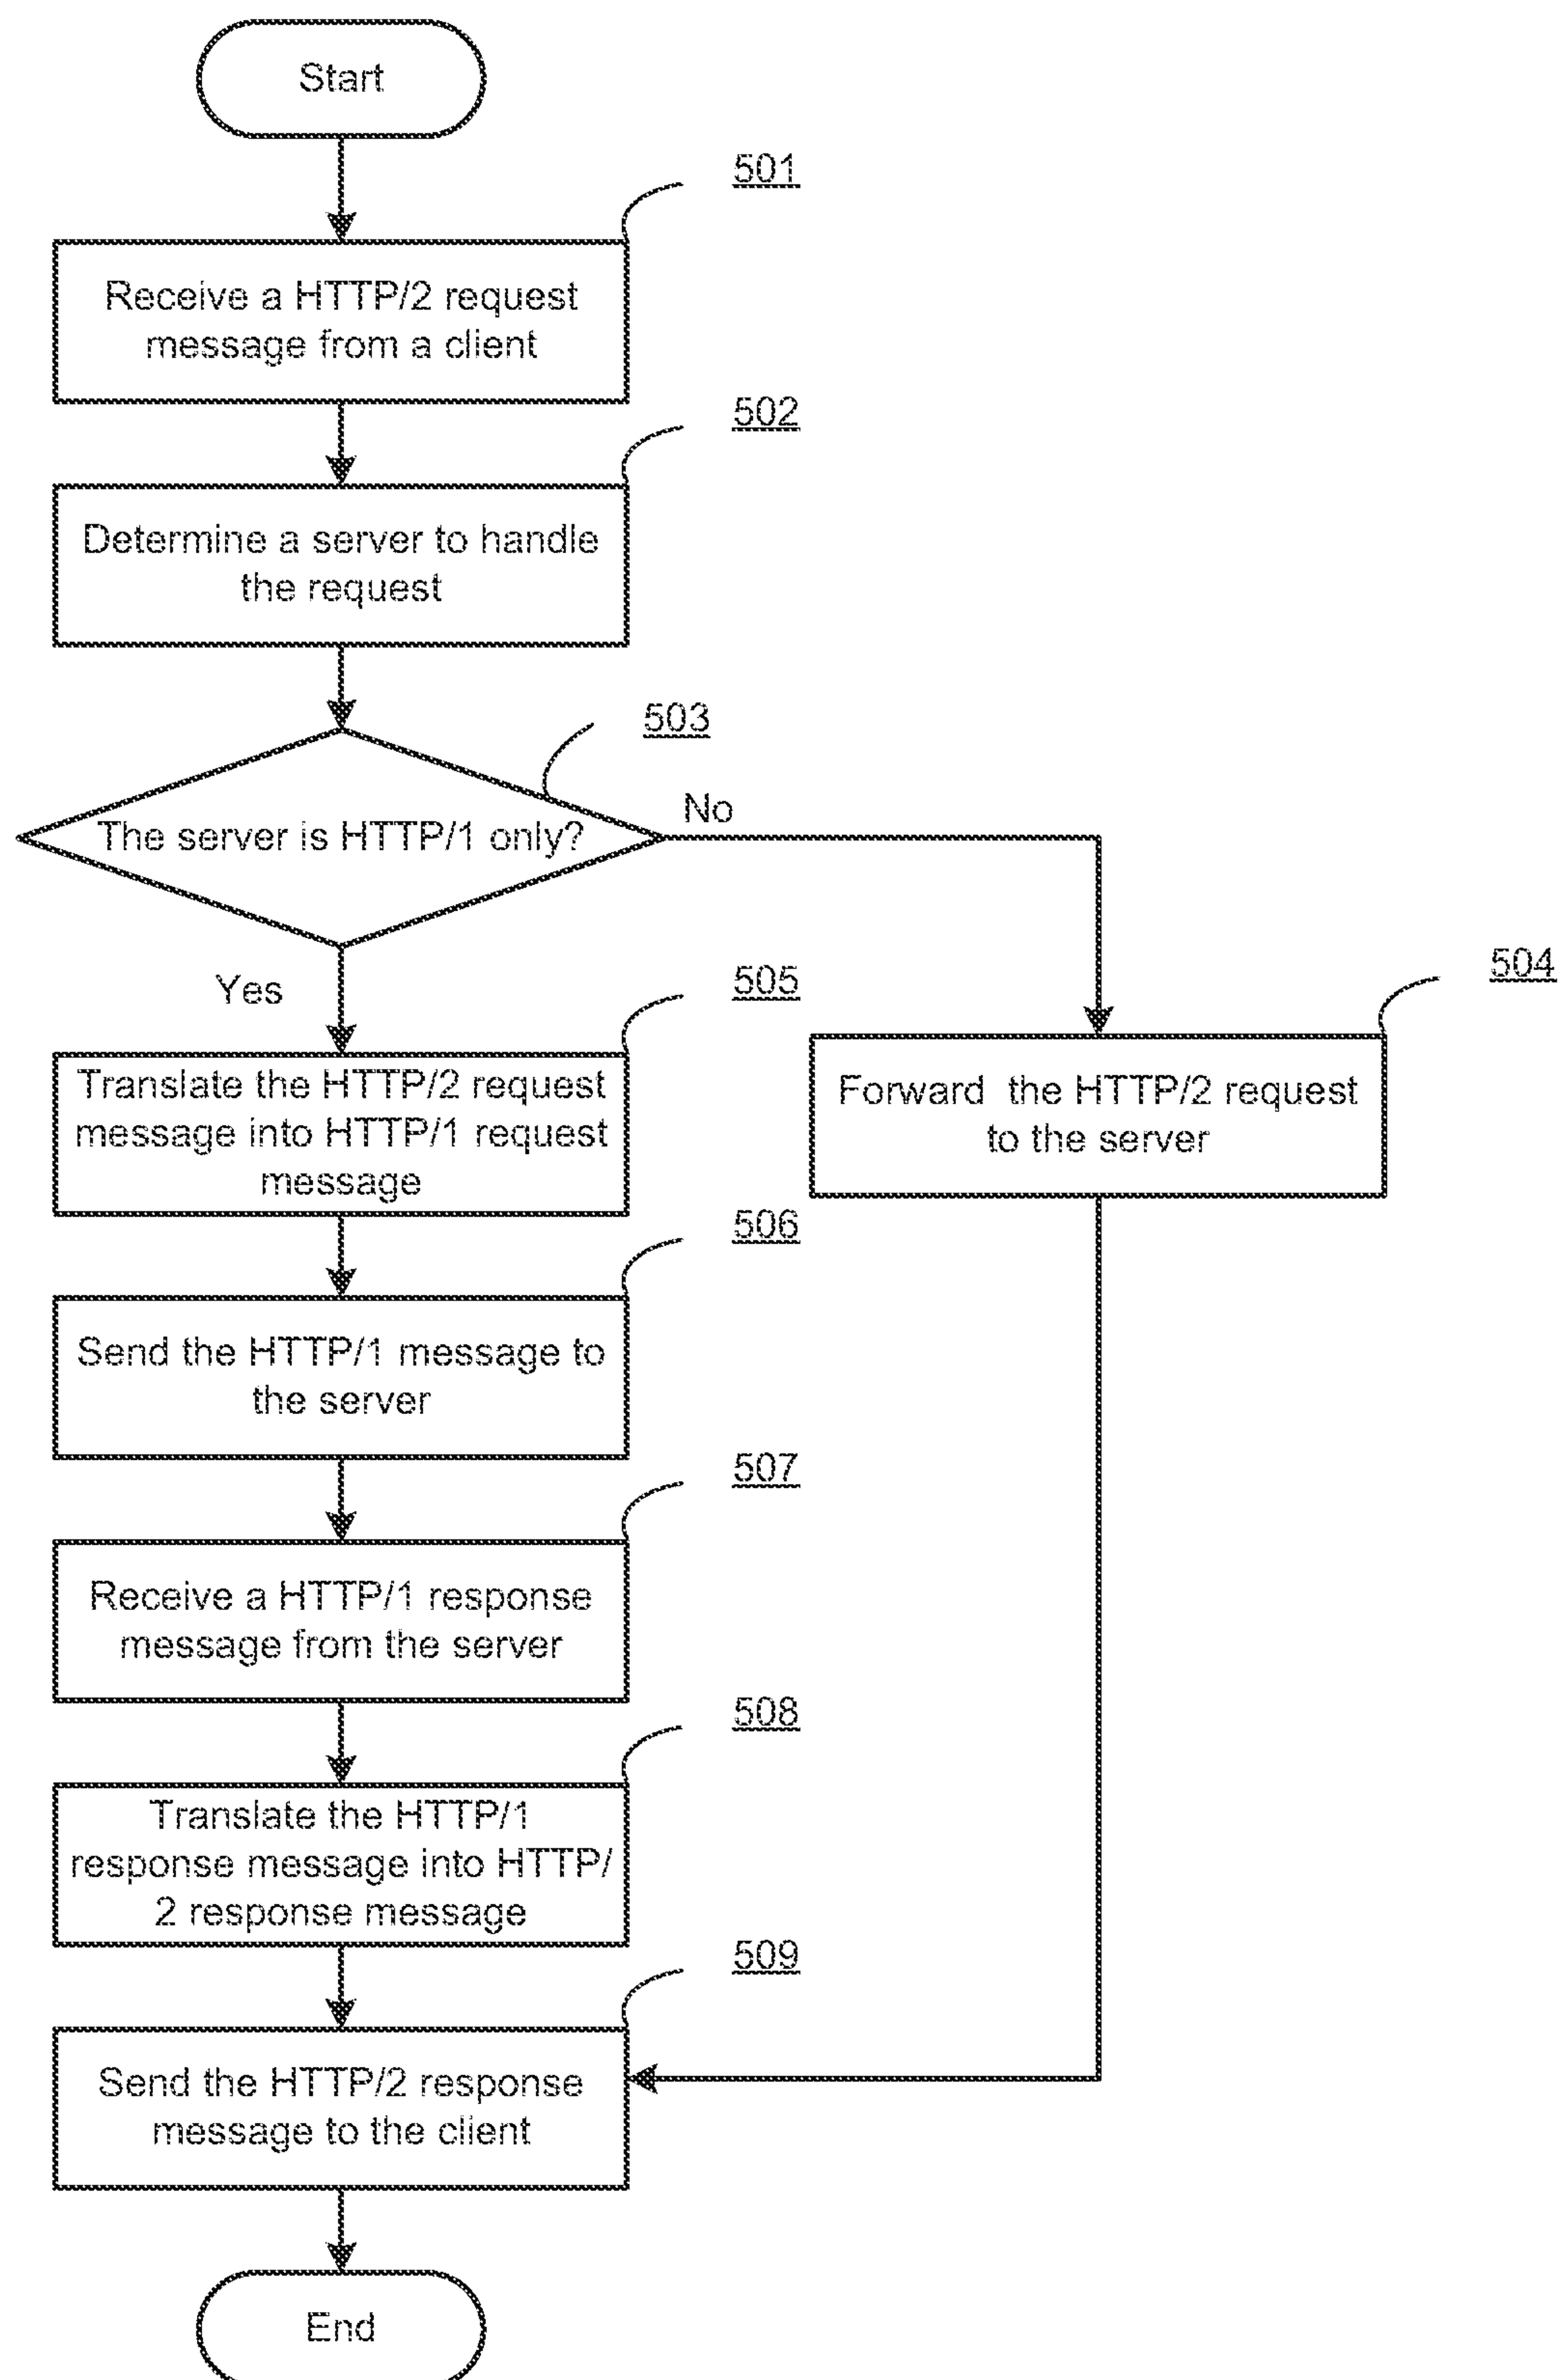 Start
501
Receive a HTTP/2 request
message from a client
502
Determine a server to handle
the request
503
The server is HTTP/1 only?
No
Yes
505
504
Translate the HTTP/2 request
message into HTTP/1 request
message
Forward the HTTP/2 request
to the server
506
Send the HTTP/1 message to
the server
507
Receive a HTTP/1 response
message from the server
508
Translate the HTTP/1
response message into HTTP/
2 response message
509
Send the HTTP/2 response
message to the client
End